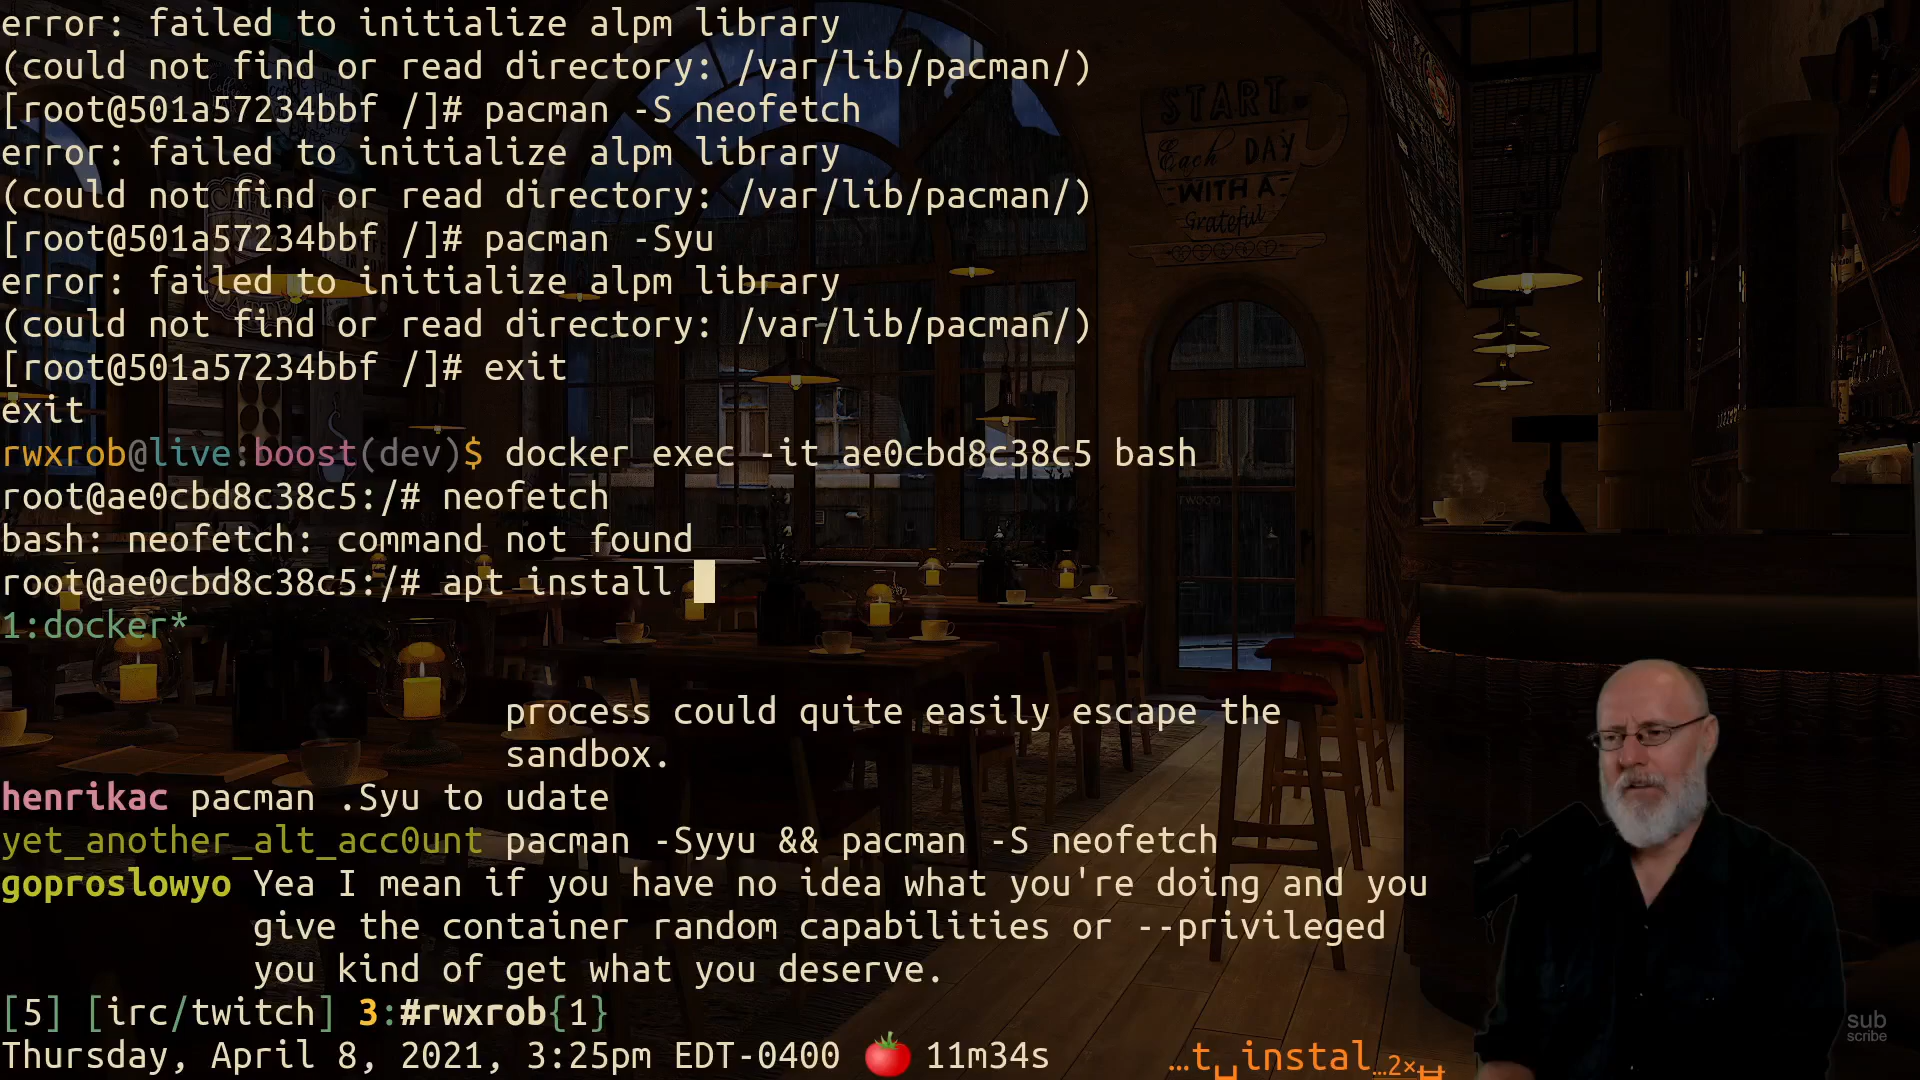 error: failed to initialize alpm library
(could not find or read directory: /var/lib/pacman/)
[root@501a57234bbf /]# pacman -S neofetch
error: failed to initialize alpm library
(could not find or read directory: /var/lib/pacman/)
[root@501a57234bbf /]# pacman -Syu
error: failed to initialize alpm library
(could not find or read directory: /var/lib/pacman/)
[root@501a57234bbf /]# exit
exit
rwxrob@live:boost(dev)$ docker exec -it ae0cbd8c38c5 bash
root@ae0cbd8c38c5:/# neofetch
bash: neofetch: command not found
root@ae0cbd8c38c5:/# apt install
1:docker*
process could quite easily escape the
sandbox.
henrikac pacman .Syu to udate
yet_another_alt_acc0unt pacman -Syyu && pacman -S neofetch
goproslowyo Yea I mean if you have no idea what you're doing and you
give the container random capabilities or --privileged
you kind of get what you deserve.
[5] [irc/twitch] 3:#rwxrob{1}
Thursday, April 8, 2021, 3:25pm EDT-0400 🍅 11m34s
…t␣instal…2×␣
START
Each DAY
WITH A
Grateful
sub
scribe